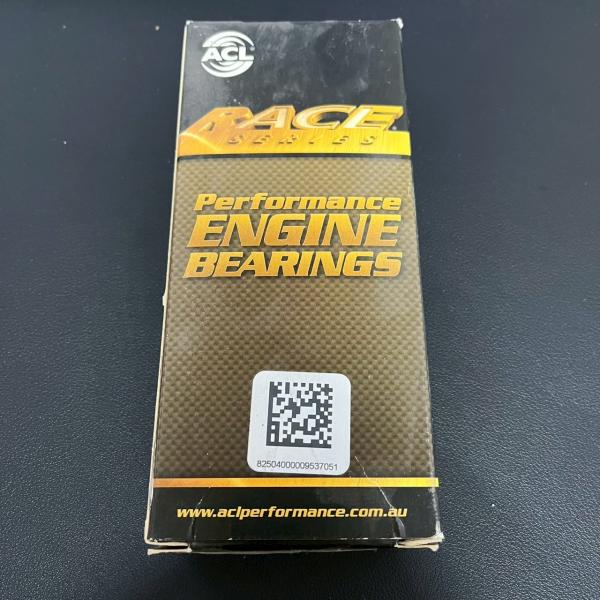 ACL
RACE
SERIES
Performance
ENGINE
BEARINGS
82504000009537051
www.aclperformance.com.au